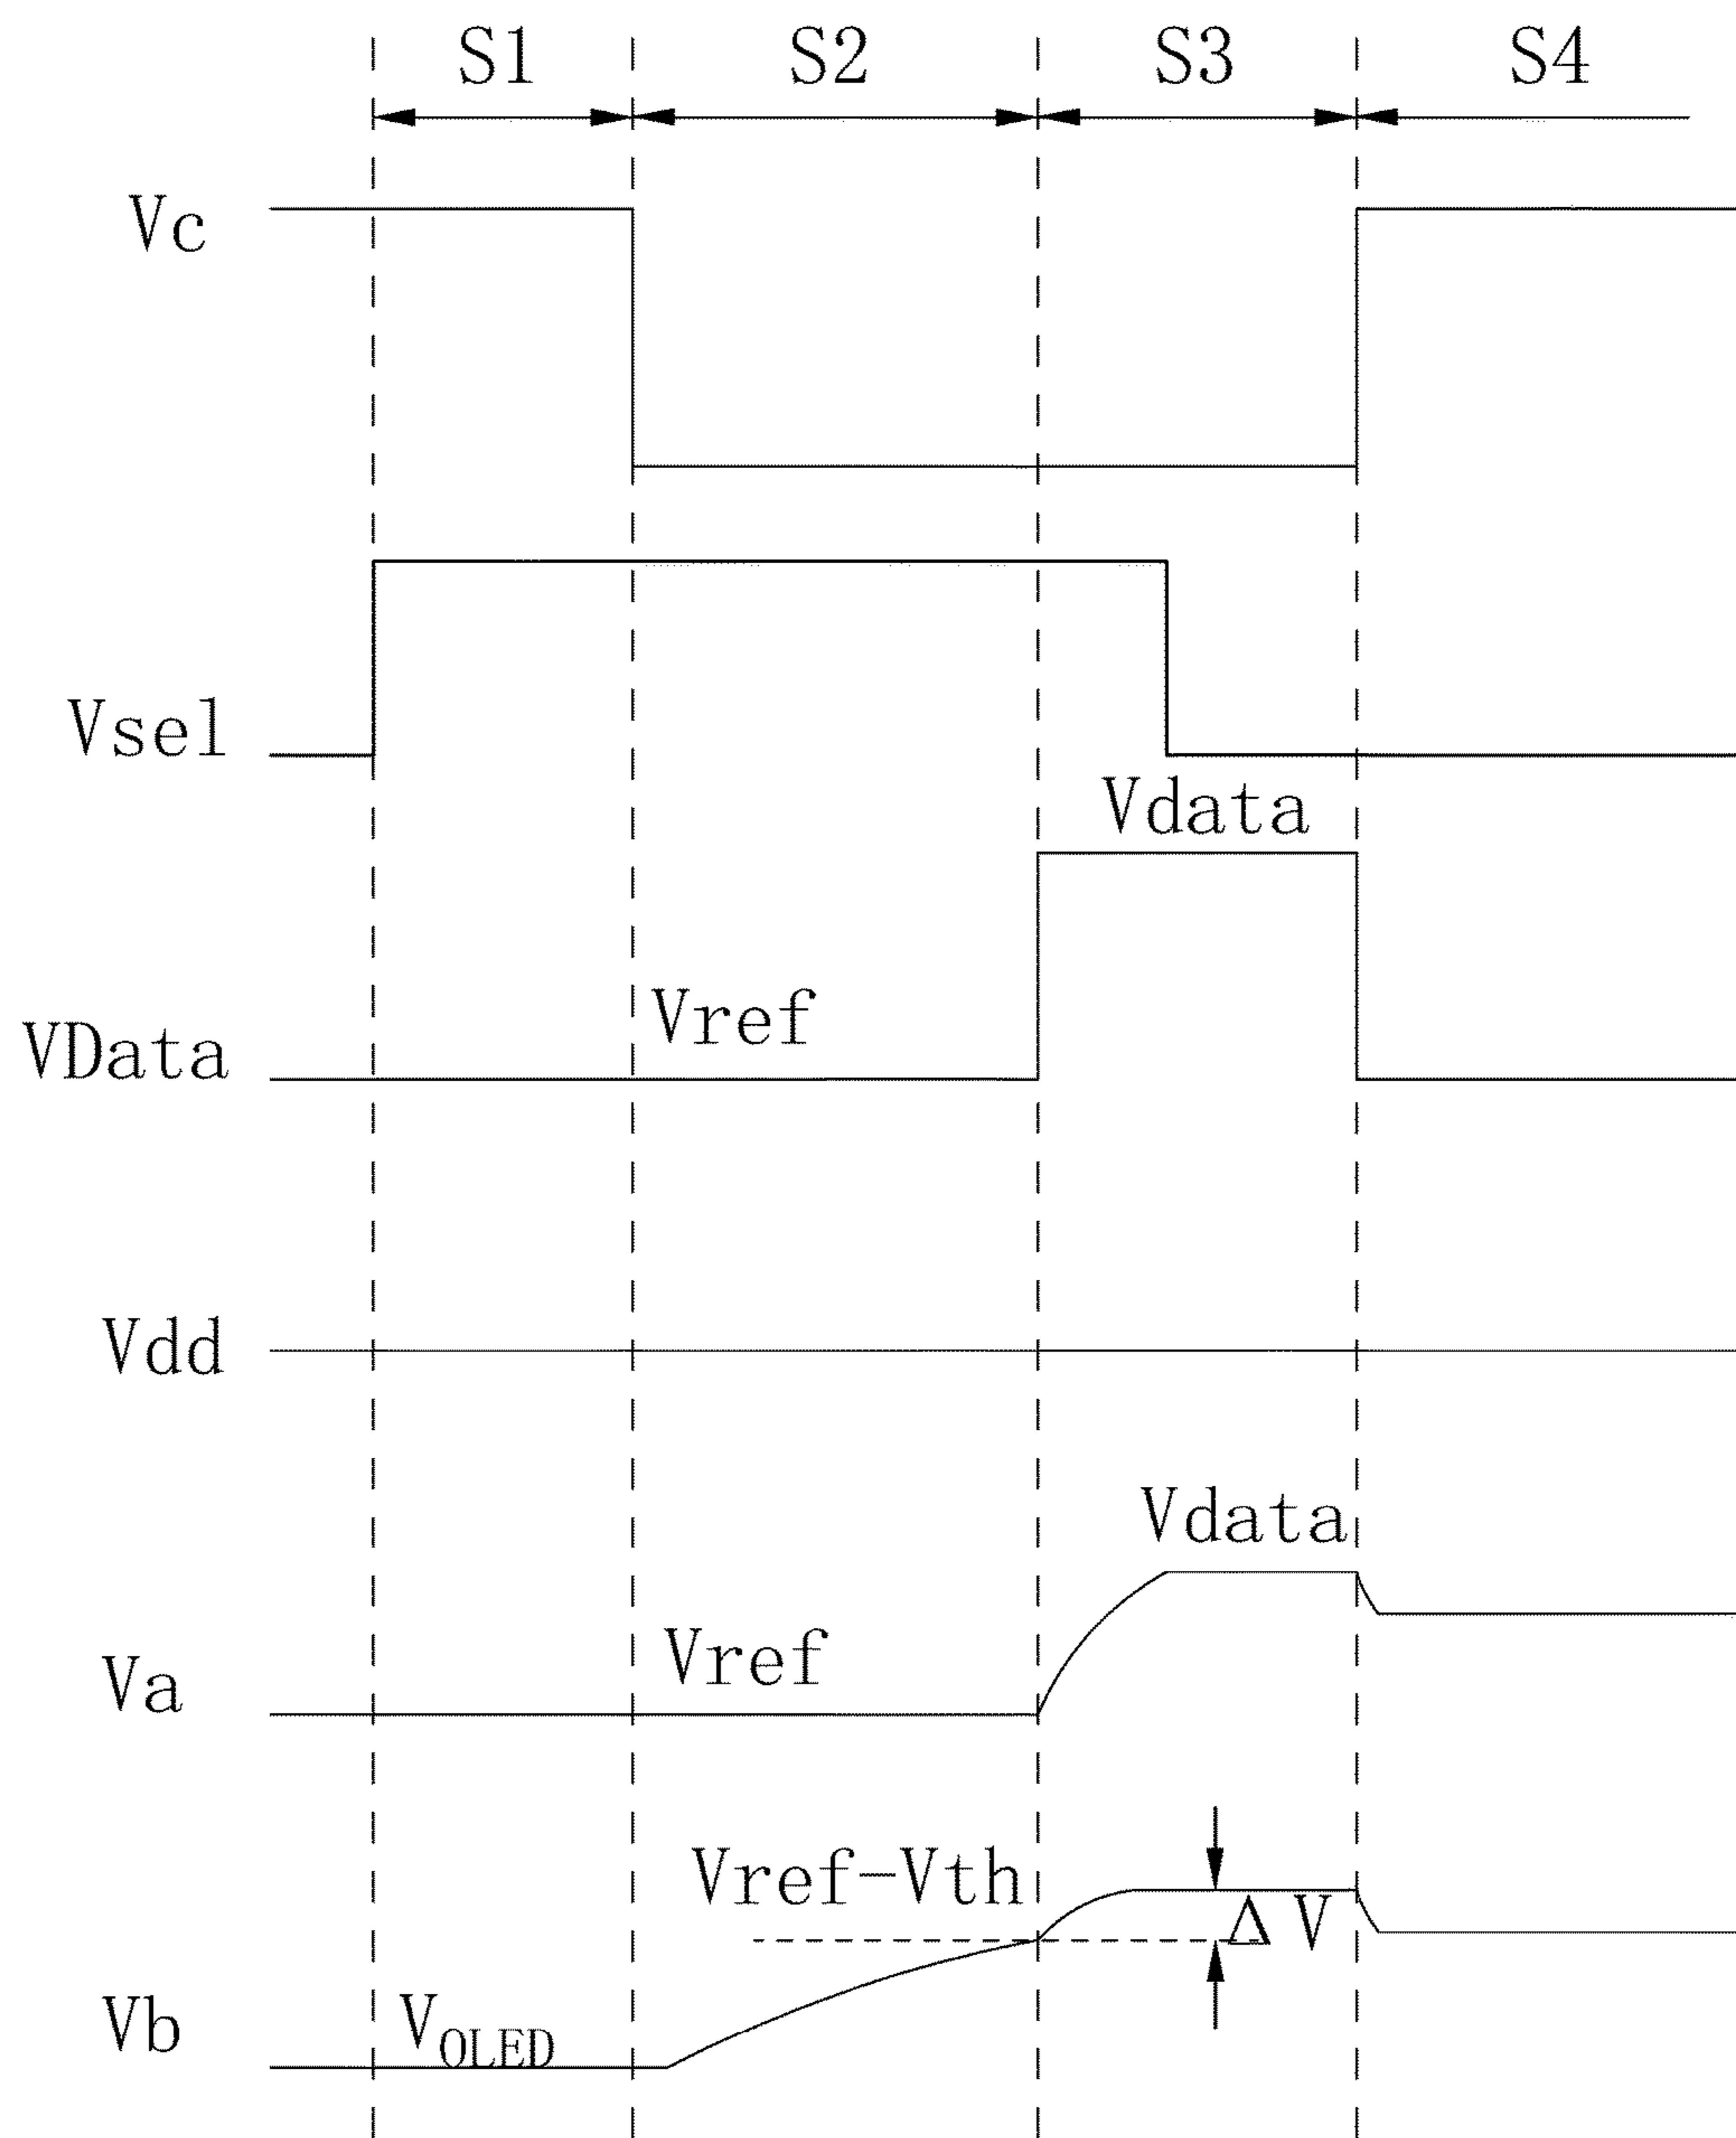 S1 S2 S3 S4
Vc
Vsel
Vdata
Vref
VData
Vdd
Vdata
Vref
Va
Vref-Vth
ΔV
VOLED
Vb